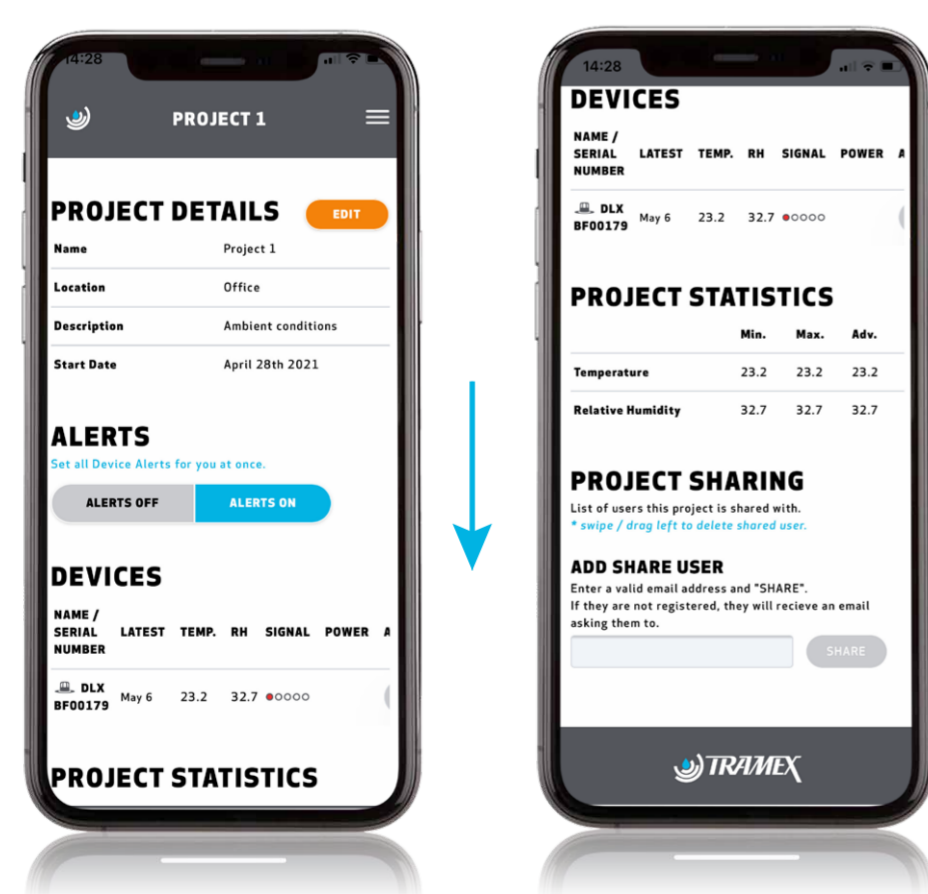 14:28
PROJECT 1
PROJECT DETAILS EDIT
Name Project 1
Location Office
Description Ambient conditions
Start Date April 28th 2021
ALERTS
Set all Device Alerts for you at once.
ALERTS OFF ALERTS ON
DEVICES
NAME /
SERIAL LATEST TEMP. RH SIGNAL POWER A
NUMBER
DLX
BF00179 May 6 23.2 32.7
PROJECT STATISTICS
14:28
DEVICES
NAME /
SERIAL LATEST TEMP. RH SIGNAL POWER A
NUMBER
DLX
BF00179 May 6 23.2 32.7
PROJECT STATISTICS
Min. Max. Adv.
Temperature 23.2 23.2 23.2
Relative Humidity 32.7 32.7 32.7
PROJECT SHARING
List of users this project is shared with.
* swipe / drag left to delete shared user.
ADD SHARE USER
Enter a valid email address and "SHARE".
If they are not registered, they will recieve an email
asking them to.
SHARE
TRAMEX